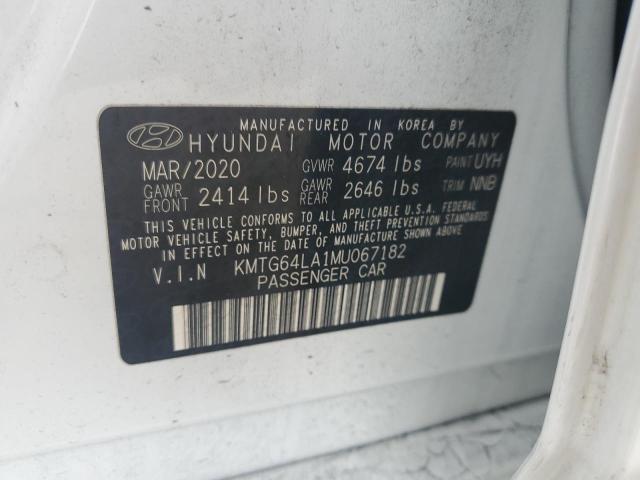 MANUFACTURED IN KOREA BY
HYUNDAI MOTOR COMPANY
MAR/2020 GVWR 4674 lbs PAINT UYH
GAWR FRONT 2414 lbs GAWR REAR 2646 lbs TRIM NNB
THIS VEHICLE CONFORMS TO ALL APPLICABLE U.S.A. FEDERAL
MOTOR VEHICLE SAFETY, BUMPER, AND THEFT PREVENTION STANDARDS
IN EFFECT ON THE DATE OF MANUFACTURE SHOWN ABOVE.
V.I.N KMTG64LA1MU067182
PASSENGER CAR